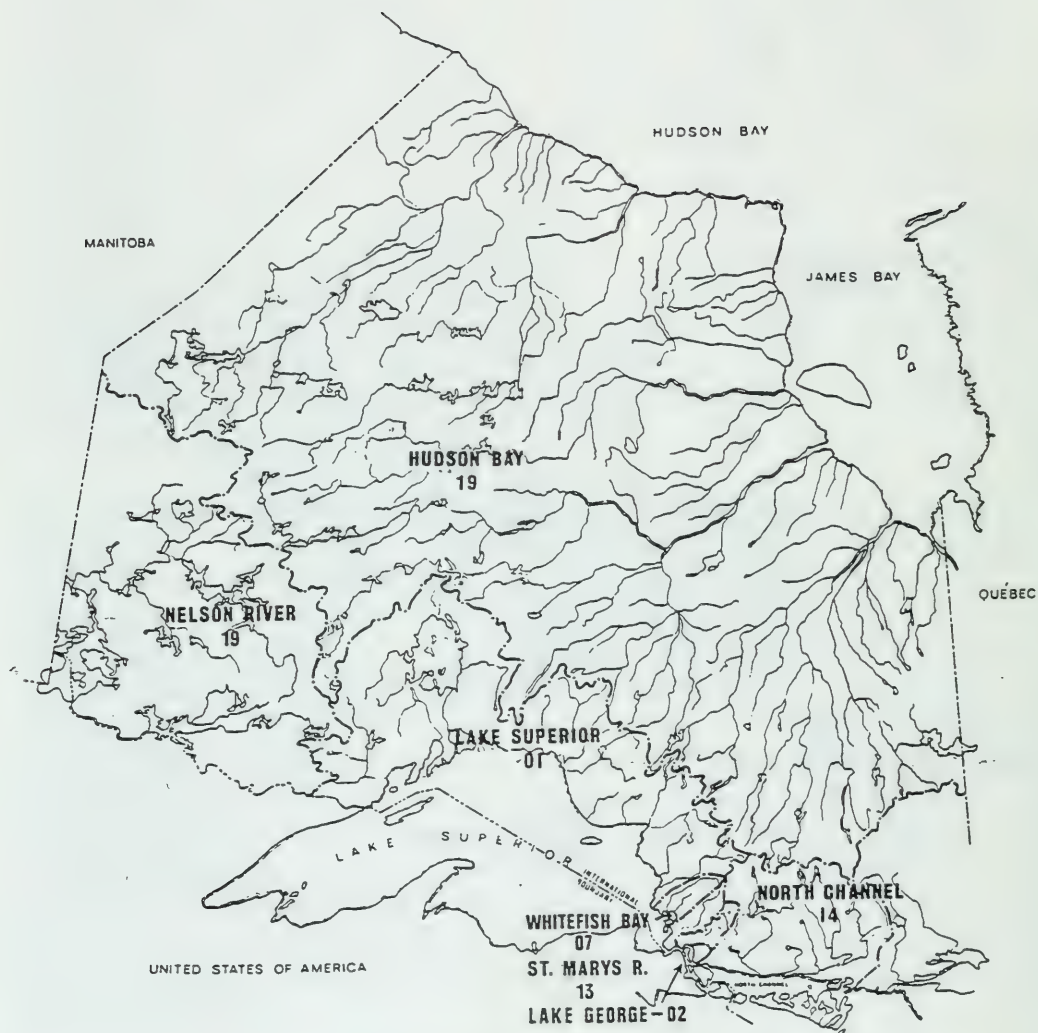 HUDSON BAY
MANITOBA
JAMES BAY
HUDSON BAY
19
QUÉBEC
NELSON RIVER
19
LAKE SUPERIOR
01
LAKE SUPERIOR
INTERNATIONAL
BOUNDARY
NORTH CHANNEL
14
WHITEFISH BAY
07
ST. MARYS R.
13
LAKE GEORGE-02
UNITED STATES OF AMERICA
NORTH CHANNEL